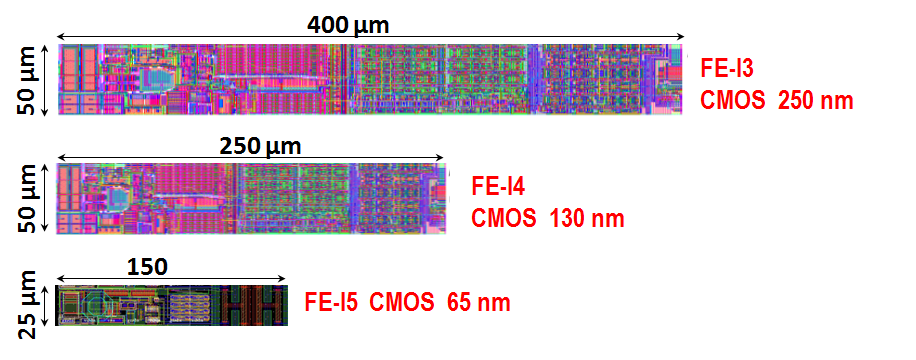 400 µm
50 µm
FE-I3
CMOS 250 nm
250 µm
50 µm
FE-I4
CMOS 130 nm
150
25 µm
FE-I5 CMOS 65 nm